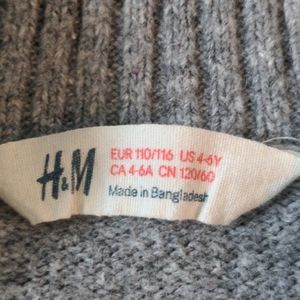 H&M
EUR 110/116 US 4-6Y
CA 4-6A CN 120/60
Made in Bangladesh